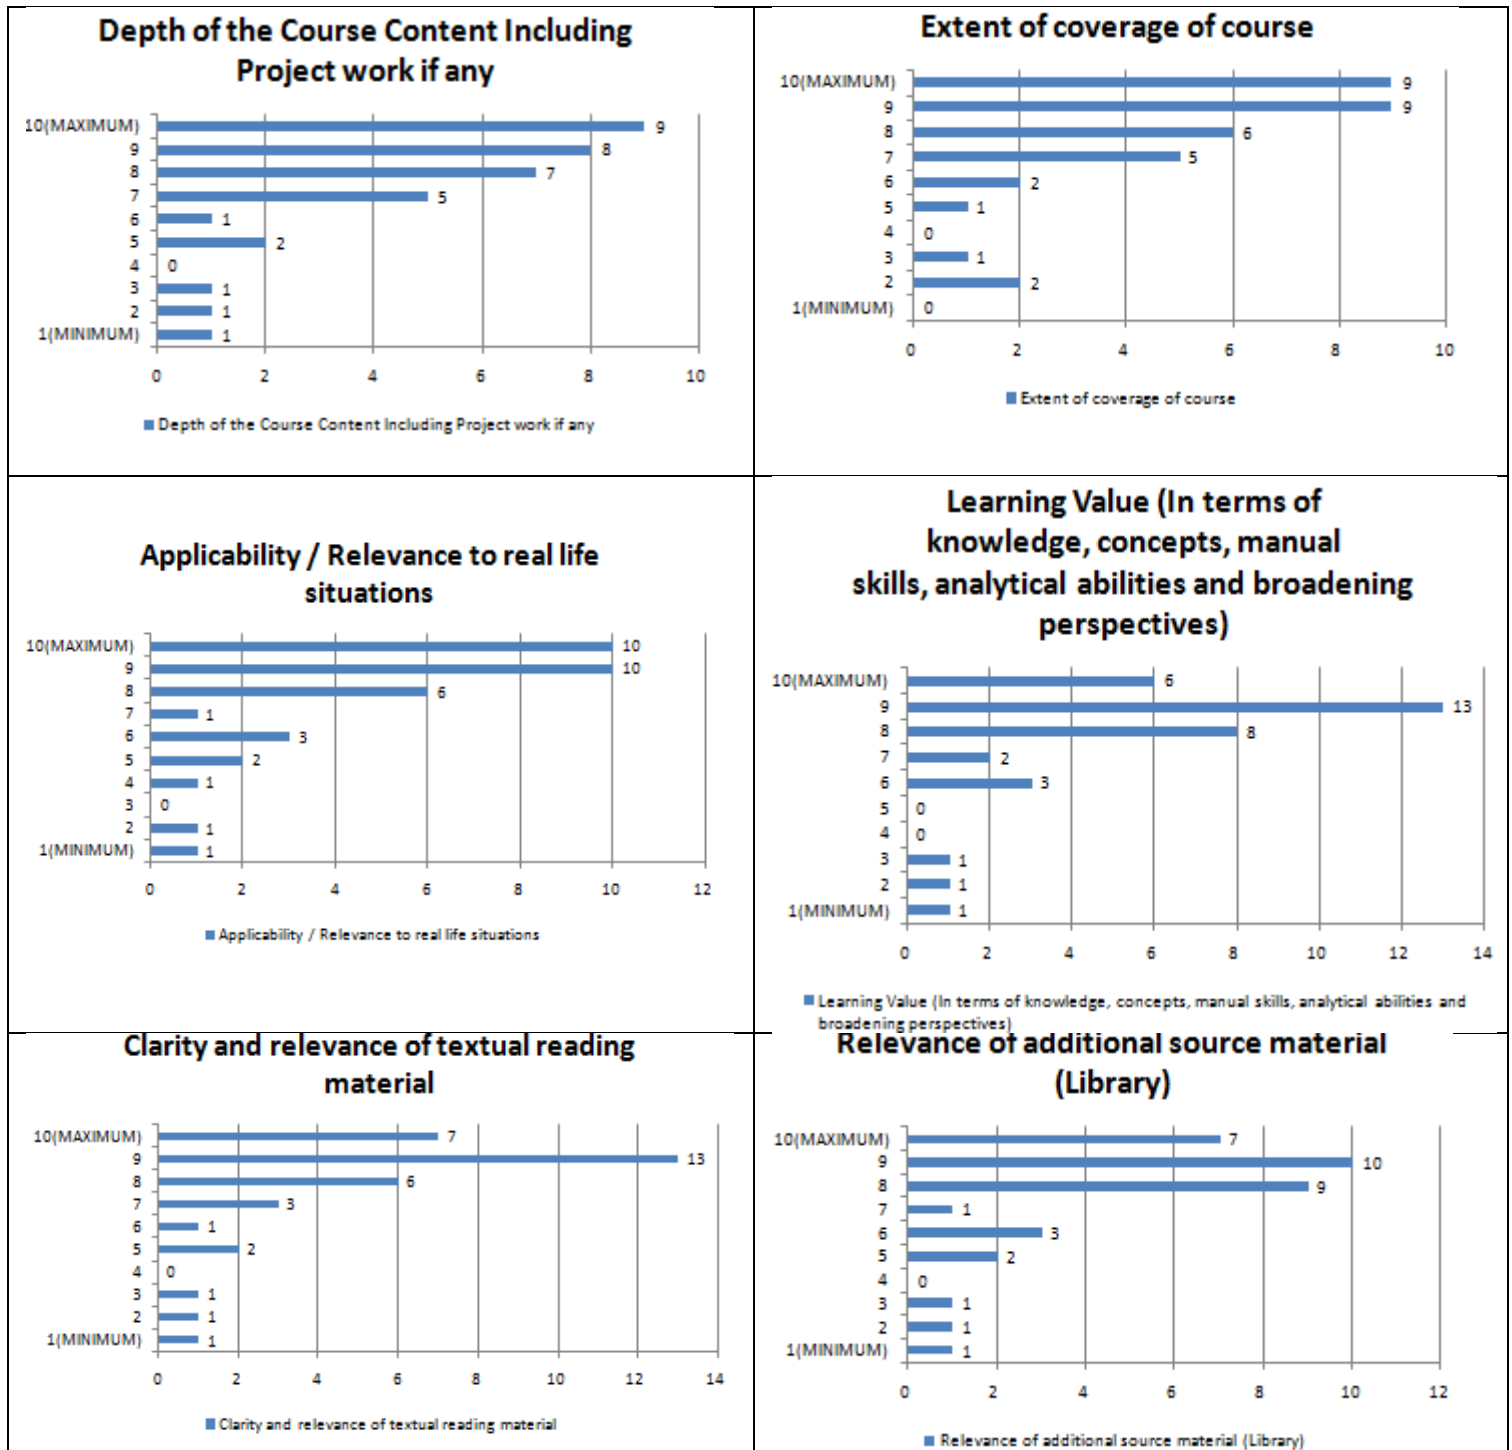 Depth of the Course Content Including
Project work if any
10(MAXIMUM) 9
9 8
8 7
7 5
6 1
5 2
4 0
3 1
2 1
1(MINIMUM) 1
0 2 4 6 8 10
Depth of the Course Content Including Project work if any
Extent of coverage of course
10(MAXIMUM) 9
9 9
8 6
7 5
6 2
5 1
4 0
3 1
2 2
1(MINIMUM) 0
0 2 4 6 8 10
Extent of coverage of course
Applicability / Relevance to real life
situations
10(MAXIMUM) 10
9 10
8 6
7 1
6 3
5 2
4 1
3 0
2 1
1(MINIMUM) 1
0 2 4 6 8 10 12
Applicability / Relevance to real life situations
Learning Value (In terms of
knowledge, concepts, manual
skills, analytical abilities and broadening
perspectives)
10(MAXIMUM) 6
9 13
8 8
7 2
6 3
5 0
4 0
3 1
2 1
1(MINIMUM) 1
0 2 4 6 8 10 12 14
Learning Value (In terms of knowledge, concepts, manual skills, analytical abilities and
broadening perspectives)
Clarity and relevance of textual reading
material
10(MAXIMUM) 7
9 13
8 6
7 3
6 1
5 2
4 0
3 1
2 1
1(MINIMUM) 1
0 2 4 6 8 10 12 14
Clarity and relevance of textual reading material
Relevance of additional source material
(Library)
10(MAXIMUM) 7
9 10
8 9
7 1
6 3
5 2
4 0
3 1
2 1
1(MINIMUM) 1
0 2 4 6 8 10 12
Relevance of additional source material (Library)